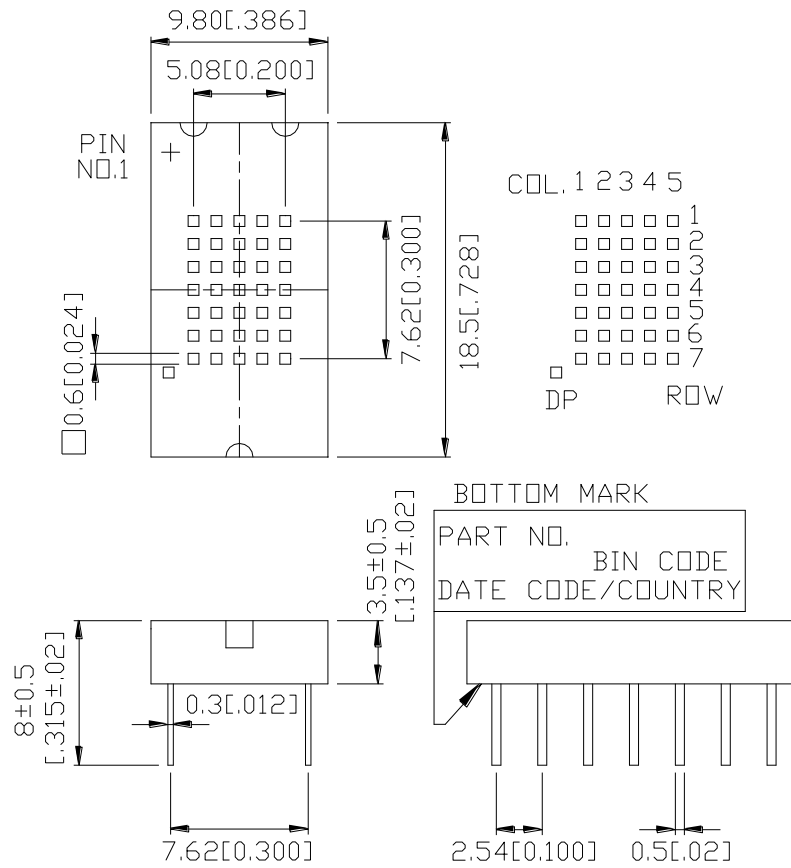 9.80[.386]
5.08[0.200]
PIN
NO.1
7.62[0.300]
18.5[.728]
0.6[0.024]
COL. 1 2 3 4 5
1
2
3
4
5
6
7
DP
ROW
BOTTOM MARK
PART NO.
BIN CODE
DATE CODE/COUNTRY
3.5±0.5
[.137±.02]
8±0.5
[.315±.02]
0.3[.012]
7.62[0.300]
2.54[0.100]
0.5[.02]